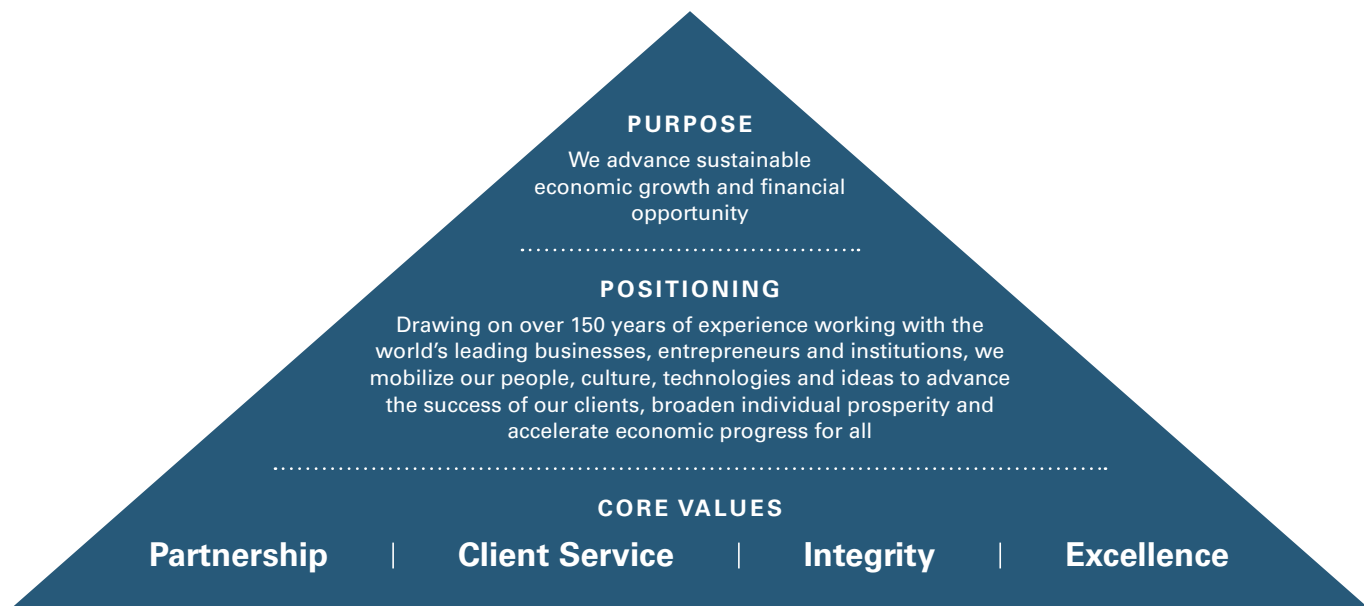 PURPOSE
We advance sustainable
economic growth and financial
opportunity
POSITIONING
Drawing on over 150 years of experience working with the
world’s leading businesses, entrepreneurs and institutions, we
mobilize our people, culture, technologies and ideas to advance
the success of our clients, broaden individual prosperity and
accelerate economic progress for all
CORE VALUES
Partnership | Client Service | Integrity | Excellence